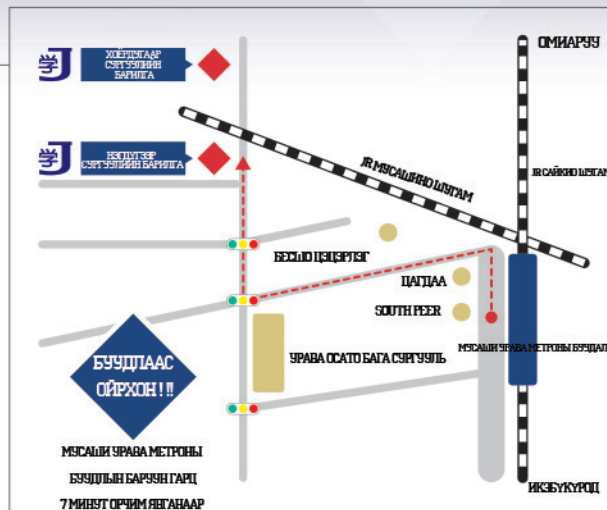 学J
ХОЁРДУГААР
СУРГУУЛИЙН
БАРИЛГА
ОМИАРУУ
学J
НЭГДҮГЭЭР
СУРГУУЛИЙН БАРИЛГА
JR МУСАШИНО ШУГАМ
JR САЙКИО ШУГАМ
БЕСШО ЦЭЦЭРЛЭГ
ЦАГДАА
SOUTH PEER
МУСАШИ УРАВА МЕТРОНЫ БУУДАЛ
УРАВА ОСАТО БАГА СУРГУУЛЬ
БУУДЛААС
ОЙРХОН ! !!
МУСАШИ УРАВА МЕТРОНЫ
БУУДЛЫН БАРУУН ГАРЦ
7 МИНУТ ОРЧИМ ЯВГАНААР
ИКЭБҮКҮРОД